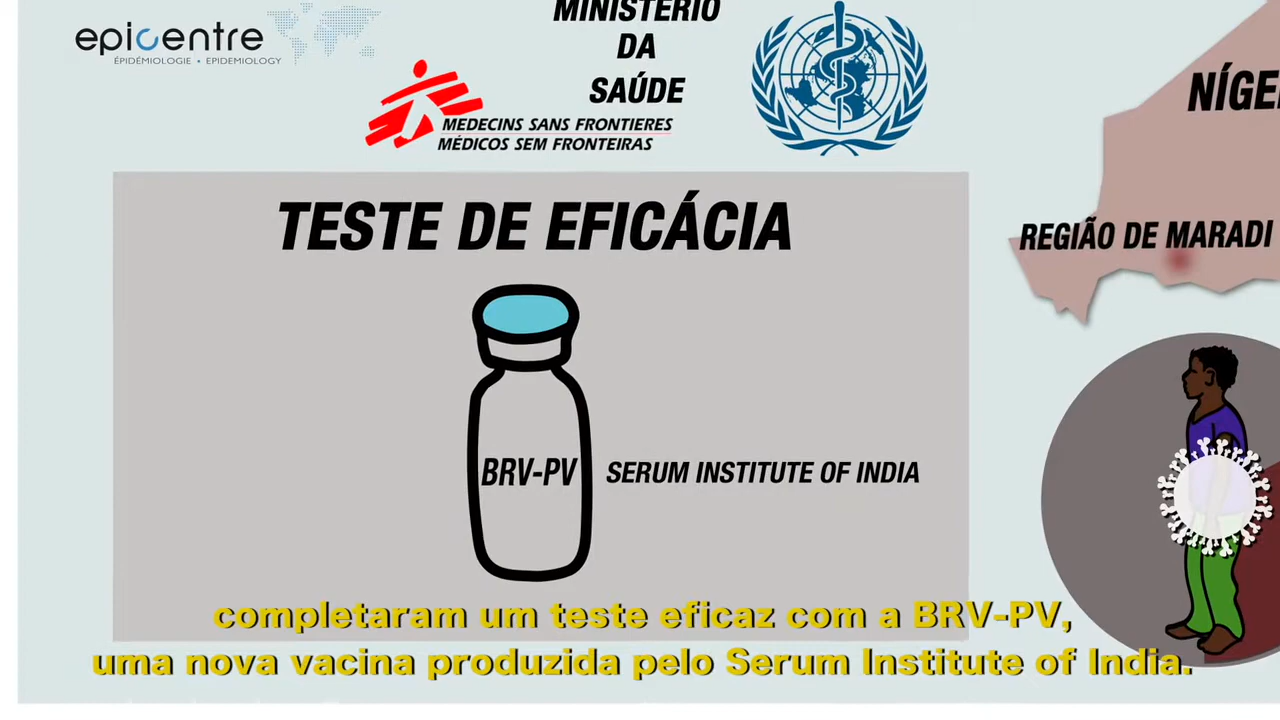 epicentre
ÉPIDÉMIOLOGIE • EPIDEMIOLOGY
MINISTÉRIO
DA
SAÚDE
MEDECINS SANS FRONTIERES
MÉDICOS SEM FRONTEIRAS
NÍGE
REGIÃO DE MARADI
TESTE DE EFICÁCIA
BRV-PV
SERUM INSTITUTE OF INDIA
completaram um teste eficaz com a BRV-PV,
uma nova vacina produzida pelo Serum Institute of India.